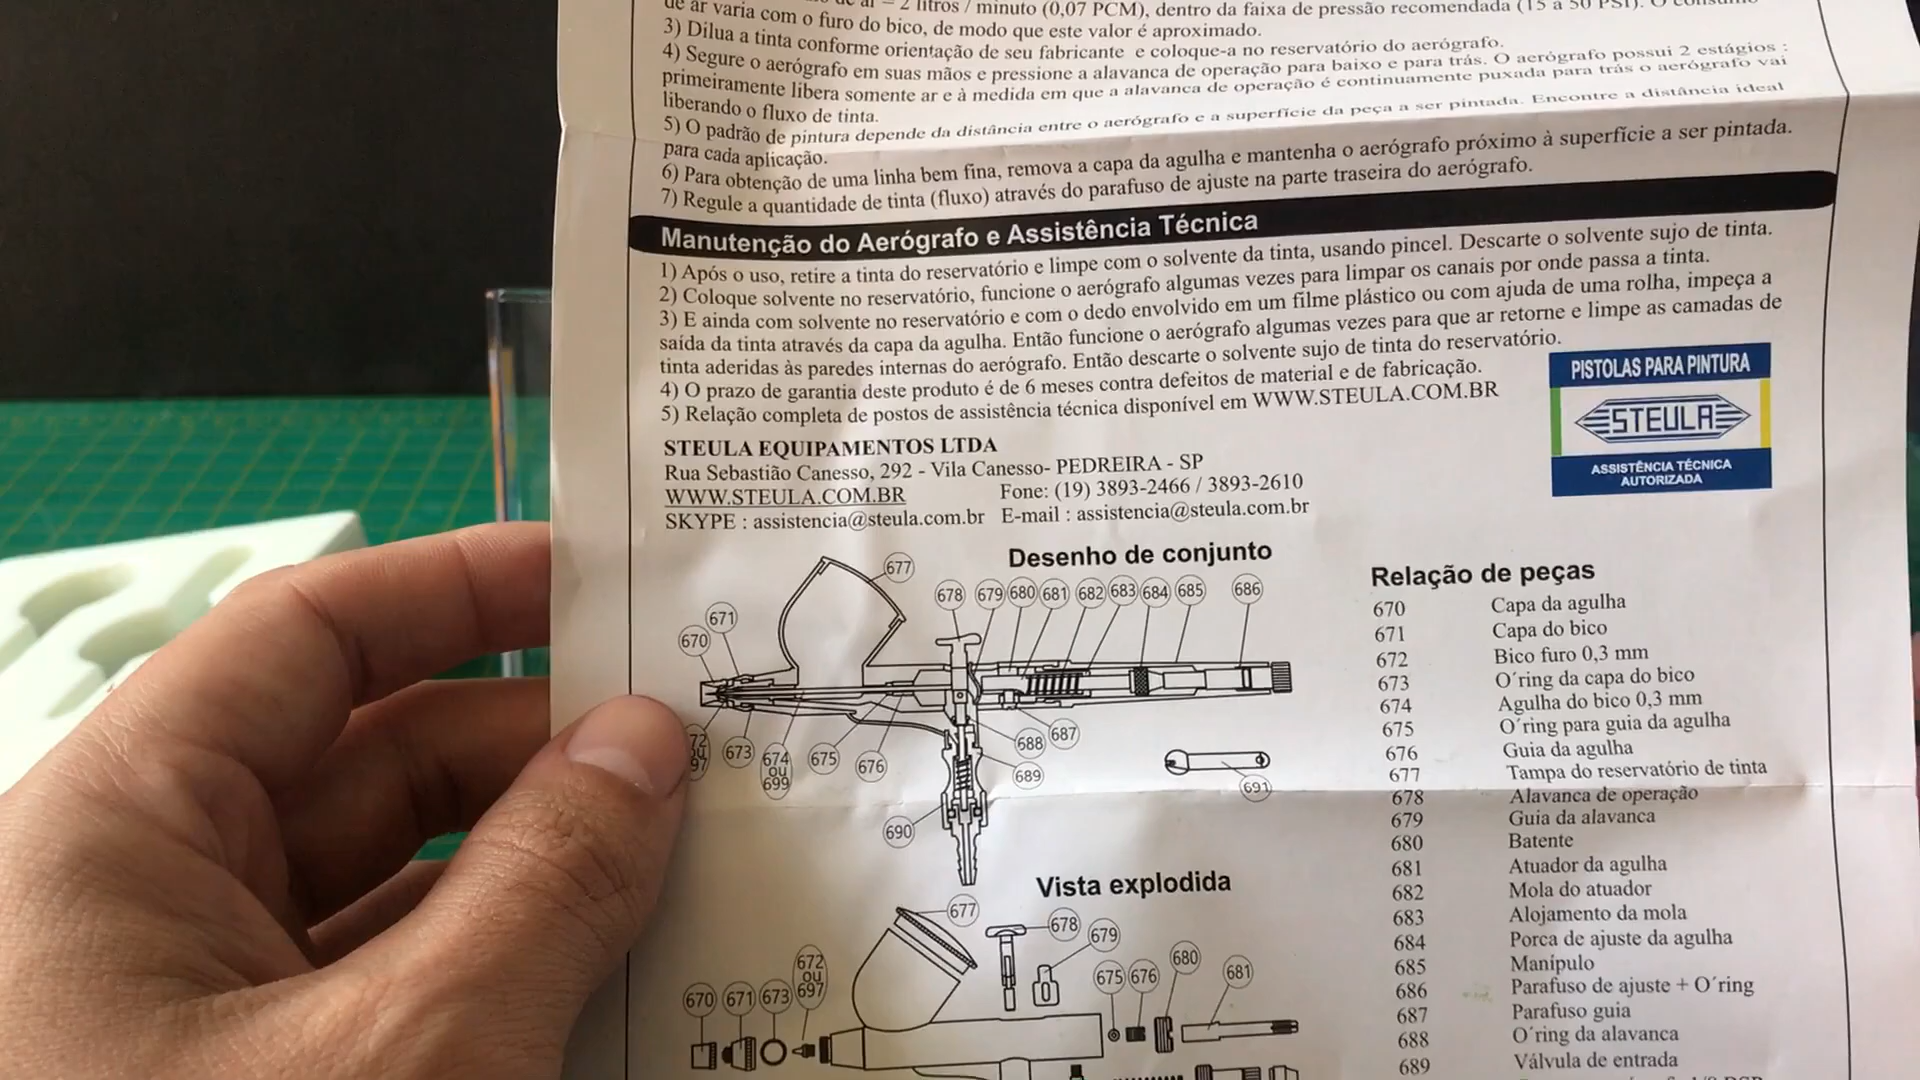 de ar = 2 litros / minuto (0,07 PCM), dentro da faixa de pressão recomendada (15 a 50 PSI). O consumo
de ar varia com o furo do bico, de modo que este valor é aproximado.
3) Dilua a tinta conforme orientação de seu fabricante e coloque-a no reservatório do aerógrafo.
4) Segure o aerógrafo em suas mãos e pressione a alavanca de operação para baixo e para trás. O aerógrafo possui 2 estágios :
primeiramente libera somente ar e à medida em que a alavanca de operação é continuamente puxada para trás o aerógrafo vai
liberando o fluxo de tinta.
5) O padrão de pintura depende da distância entre o aerógrafo e a superfície da peça a ser pintada. Encontre a distância ideal
para cada aplicação.
6) Para obtenção de uma linha bem fina, remova a capa da agulha e mantenha o aerógrafo próximo à superfície a ser pintada.
7) Regule a quantidade de tinta (fluxo) através do parafuso de ajuste na parte traseira do aerógrafo.
Manutenção do Aerógrafo e Assistência Técnica
1) Após o uso, retire a tinta do reservatório e limpe com o solvente da tinta, usando pincel. Descarte o solvente sujo de tinta.
2) Coloque solvente no reservatório, funcione o aerógrafo algumas vezes para limpar os canais por onde passa a tinta.
3) E ainda com solvente no reservatório e com o dedo envolvido em um filme plástico ou com ajuda de uma rolha, impeça a
saída da tinta através da capa da agulha. Então funcione o aerógrafo algumas vezes para que ar retorne e limpe as camadas de
tinta aderidas às paredes internas do aerógrafo. Então descarte o solvente sujo de tinta do reservatório.
4) O prazo de garantia deste produto é de 6 meses contra defeitos de material e de fabricação.
5) Relação completa de postos de assistência técnica disponível em WWW.STEULA.COM.BR
PISTOLAS PARA PINTURA
STEULA
ASSISTÊNCIA TÉCNICA
AUTORIZADA
STEULA EQUIPAMENTOS LTDA
Rua Sebastião Canesso, 292 - Vila Canesso- PEDREIRA - SP
WWW.STEULA.COM.BR Fone: (19) 3893-2466 / 3893-2610
SKYPE : assistencia@steula.com.br E-mail : assistencia@steula.com.br
Desenho de conjunto
677
678 679 680 681 682 683 684 685 686
671
670
687
688
673 675 676 689
674
ou
699
691
690
Vista explodida
677
678
679
680
681
675 676
672
ou
697
670 671 673
Relação de peças
670 Capa da agulha
671 Capa do bico
672 Bico furo 0,3 mm
673 O´ring da capa do bico
674 Agulha do bico 0,3 mm
675 O´ring para guia da agulha
676 Guia da agulha
677 Tampa do reservatório de tinta
678 Alavanca de operação
679 Guia da alavanca
680 Batente
681 Atuador da agulha
682 Mola do atuador
683 Alojamento da mola
684 Porca de ajuste da agulha
685 Manípulo
686 Parafuso de ajuste + O´ring
687 Parafuso guia
688 O´ring da alavanca
689 Válvula de entrada